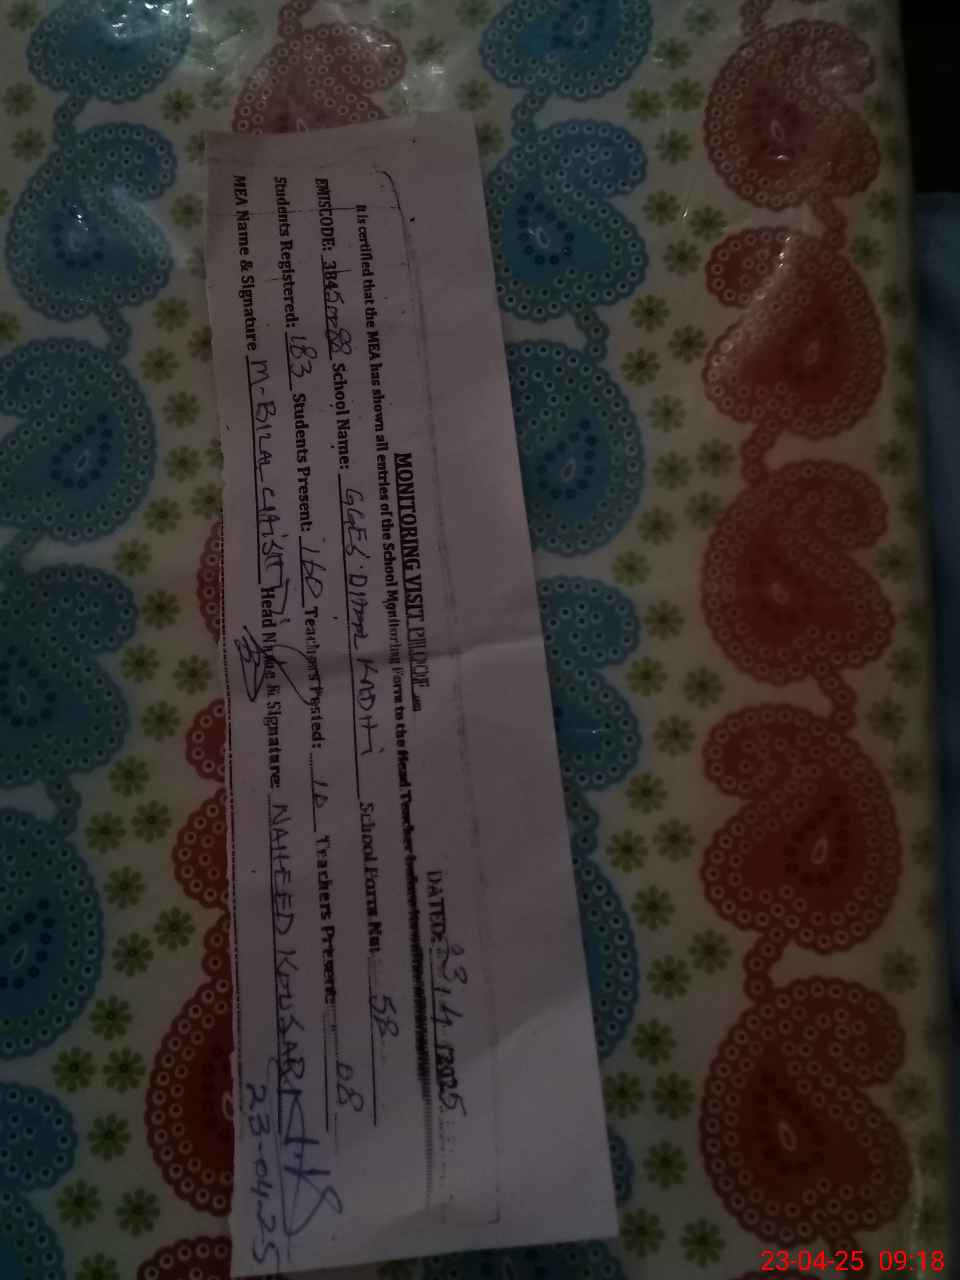 MONITORING VISIT PROOF
DATED: 23/4/2025
It is certified that the MEA has shown all entries of the School Monitoring Form to the Head Teacher before
EMISCODE: School Name: GGES School Form No: 58
Students Registered: 183 Students Present: 160 Teachers Posted: 10 Teachers Present: 08
MEA Name & Signature M-BILAL CHISHTI Head Name & Signature: NAHEED KOUSAR
23-04-25
23-04-25 09:18